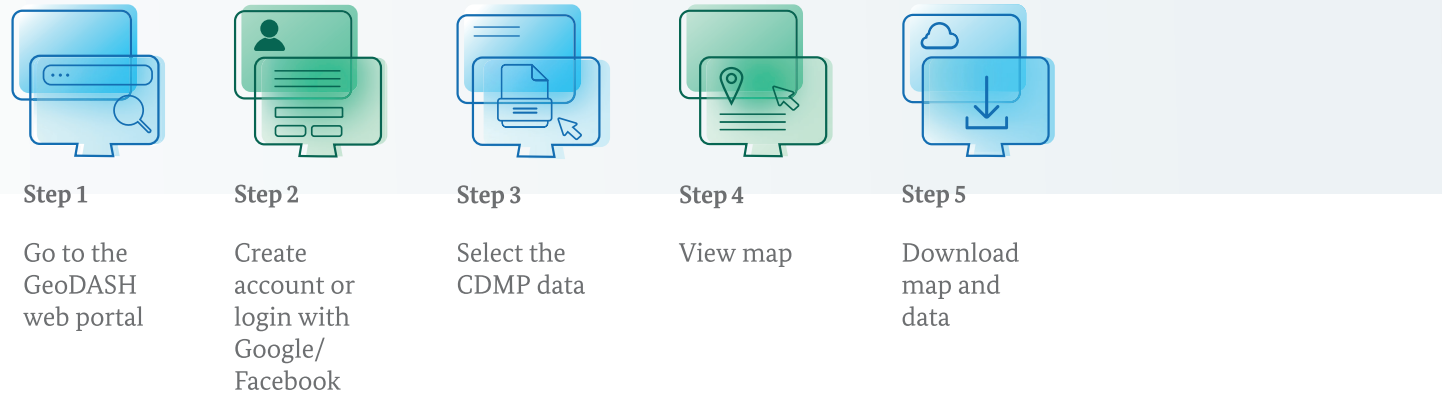 Step 1
Go to the
GeoDASH
web portal
Step 2
Create
account or
login with
Google/
Facebook
Step 3
Select the
CDMP data
Step 4
View map
Step 5
Download
map and
data